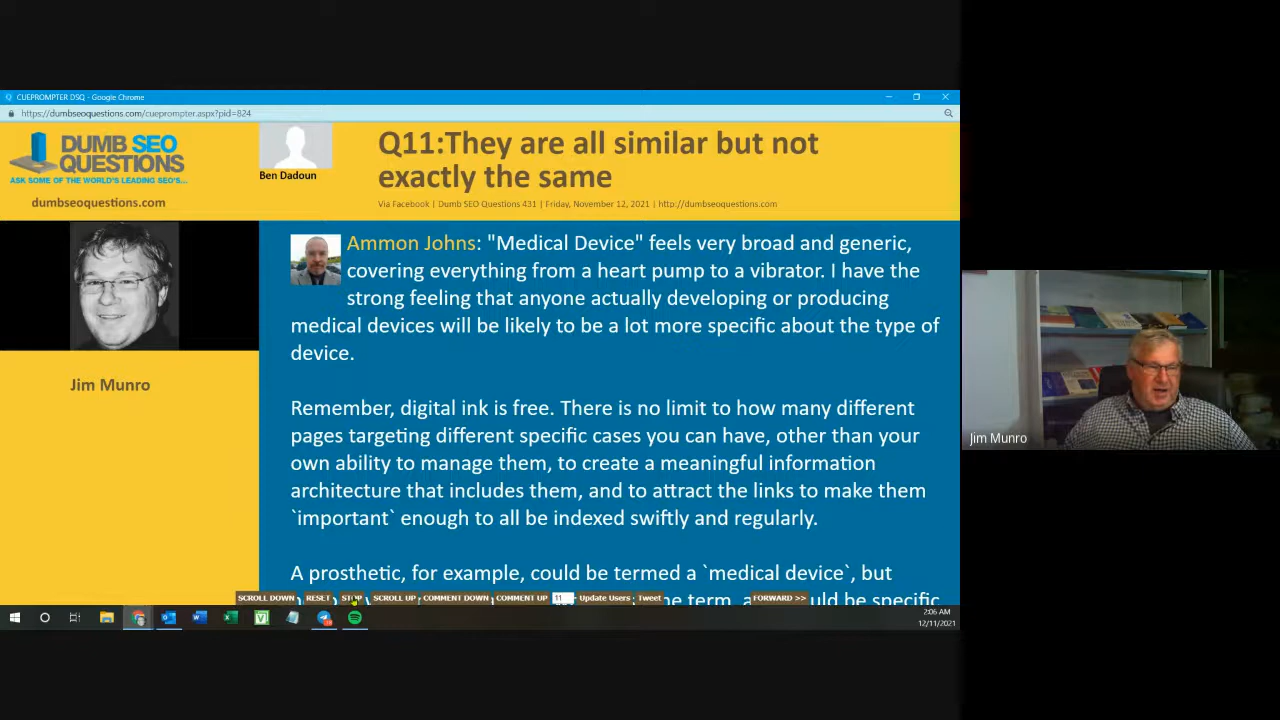 CUEPROMPTER DSQ - Google Chrome
https://dumbseoquestions.com/cueprompter.aspx?pid=824
DUMB SEO
QUESTIONS
ASK SOME OF THE WORLD'S LEADING SEO'S...
dumbseoquestions.com
Ben Dadoun
Q11:They are all similar but not
exactly the same
Via Facebook | Dumb SEO Questions 431 | Friday, November 12, 2021 | http://dumbseoquestions.com
Jim Munro
Ammon Johns: "Medical Device" feels very broad and generic,
covering everything from a heart pump to a vibrator. I have the
strong feeling that anyone actually developing or producing
medical devices will be likely to be a lot more specific about the type of
device.
Remember, digital ink is free. There is no limit to how many different
pages targeting different specific cases you can have, other than your
own ability to manage them, to create a meaningful information
architecture that includes them, and to attract the links to make them
`important` enough to all be indexed swiftly and regularly.
A prosthetic, for example, could be termed a `medical device`, but
he term, a uld be specific
SCROLL DOWN RESET STOP SCROLL UP COMMENT DOWN COMMENT UP 11 Update Users Tweet FORWARD >>
2:06 AM
12/11/2021
Jim Munro